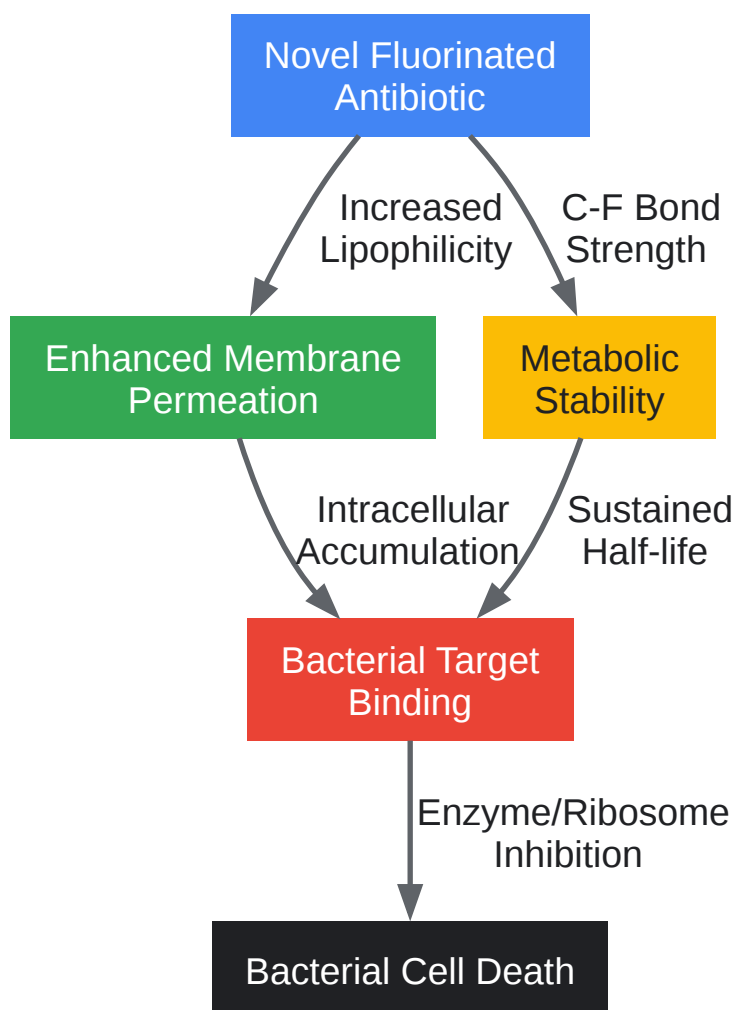 Novel Fluorinated
Antibiotic
Increased
Lipophilicity
C-F Bond
Strength
Enhanced Membrane
Permeation
Metabolic
Stability
Intracellular
Accumulation
Sustained
Half-life
Bacterial Target
Binding
Enzyme/Ribosome
Inhibition
Bacterial Cell Death